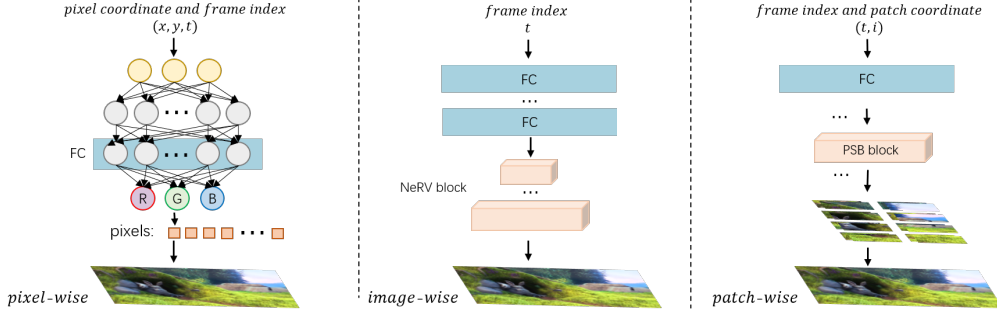 pixel coordinate and frame index
(x, y, t)
FC
R G B
pixels:
pixel-wise
frame index
t
FC
...
FC
NeRV block
...
image-wise
frame index and patch coordinate
(t, i)
FC
...
PSB block
...
patch-wise